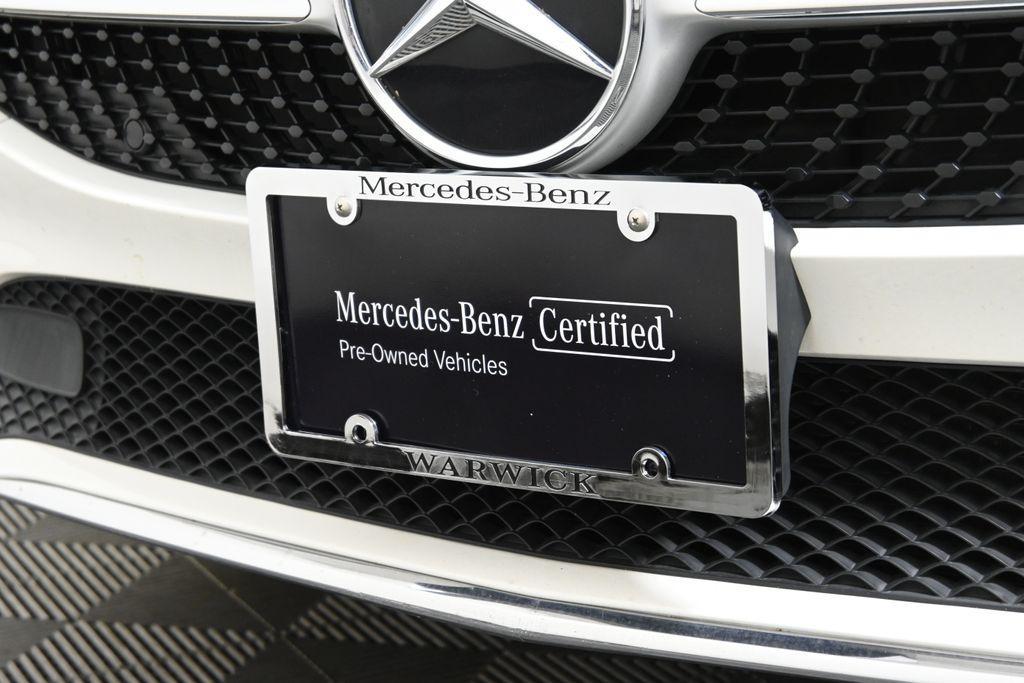 Mercedes-Benz
Mercedes-Benz Certified
Pre-Owned Vehicles
WARWICK